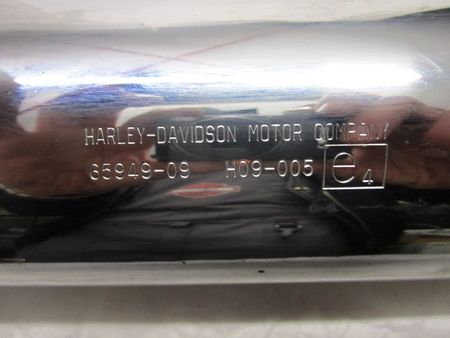 HARLEY-DAVIDSON MOTOR COMPANY
65949-09 H09-005 e4